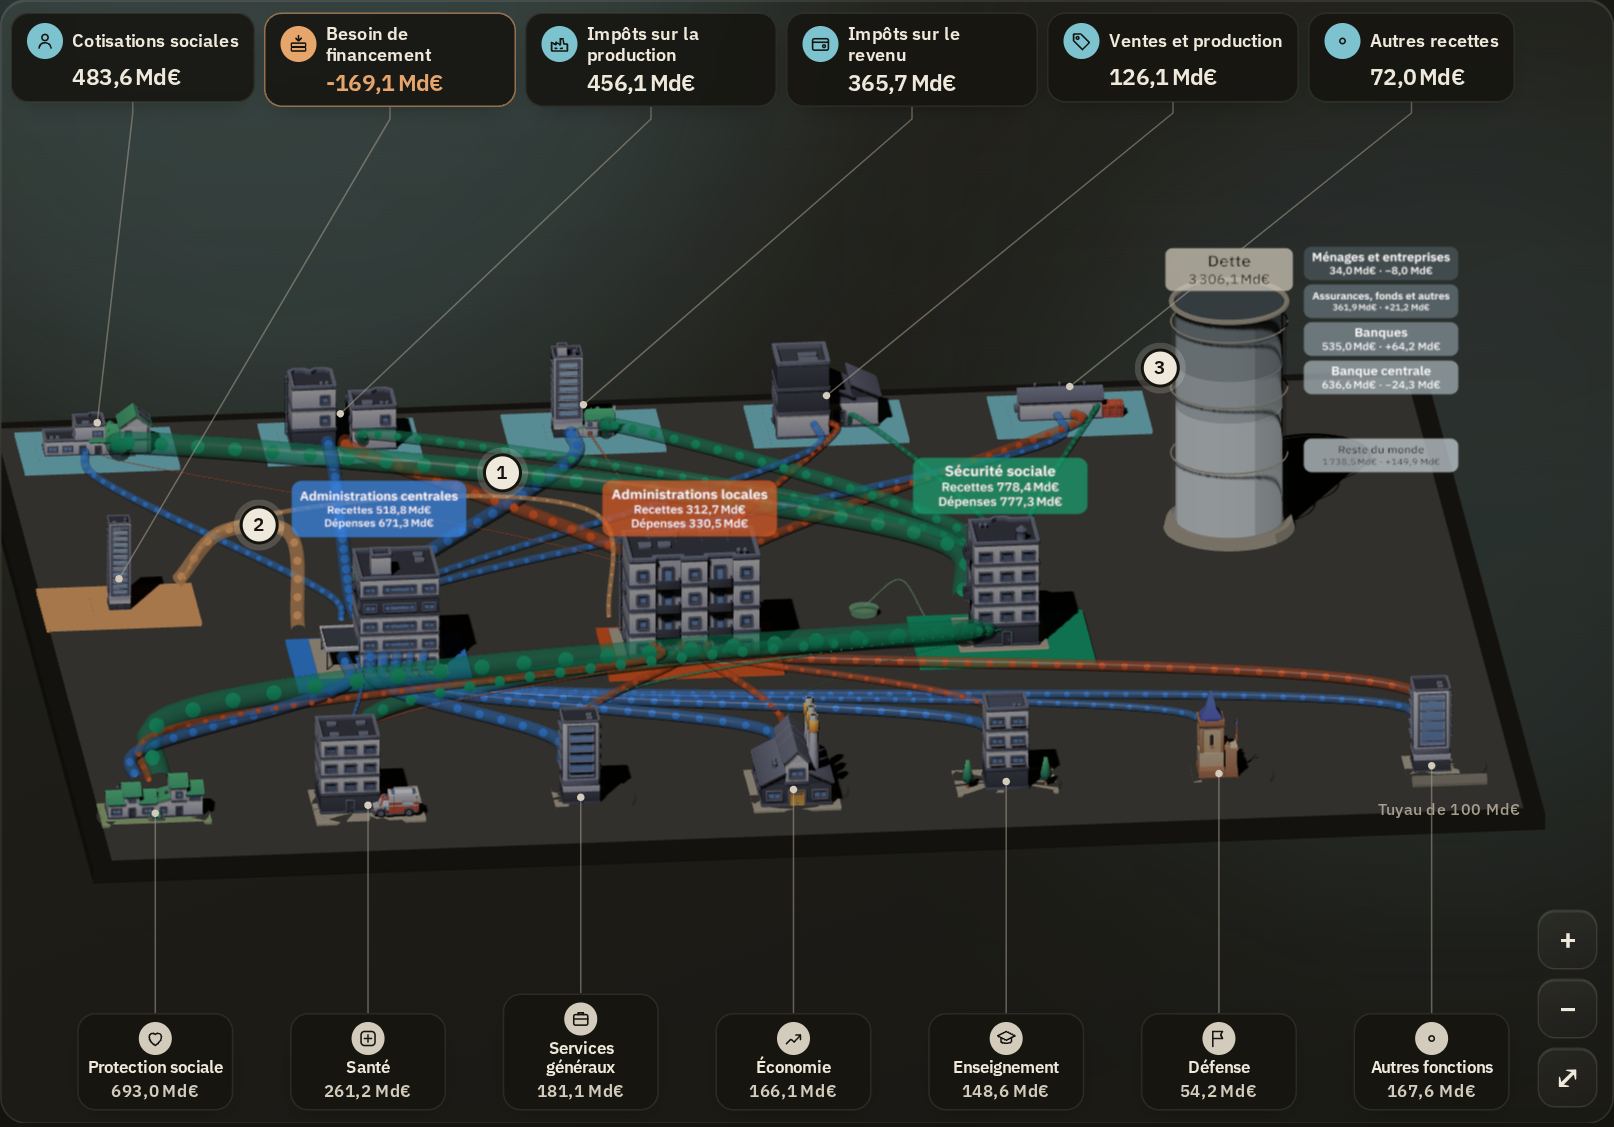 Cotisations sociales
483,6 Md€
Besoin de
financement
-169,1 Md€
Impôts sur la
production
456,1 Md€
Impôts sur le
revenu
365,7 Md€
Ventes et production
126,1 Md€
Autres recettes
72,0 Md€
Dette
3 306,1 Md€
Ménages et entreprises
34,0 Md€ · −8,0 Md€
Assurances, fonds et autres
361,9 Md€ · +21,2 Md€
Banques
535,0 Md€ · +64,2 Md€
Banque centrale
636,6 Md€ · −24,3 Md€
Reste du monde
1 738,5 Md€ · +149,9 Md€
3
1
2
Administrations centrales
Recettes 518,8 Md€
Dépenses 671,3 Md€
Administrations locales
Recettes 312,7 Md€
Dépenses 330,5 Md€
Sécurité sociale
Recettes 778,4 Md€
Dépenses 777,3 Md€
Tuyau de 100 Md€
+
−
Protection sociale
693,0 Md€
Santé
261,2 Md€
Services
généraux
181,1 Md€
Économie
166,1 Md€
Enseignement
148,6 Md€
Défense
54,2 Md€
Autres fonctions
167,6 Md€